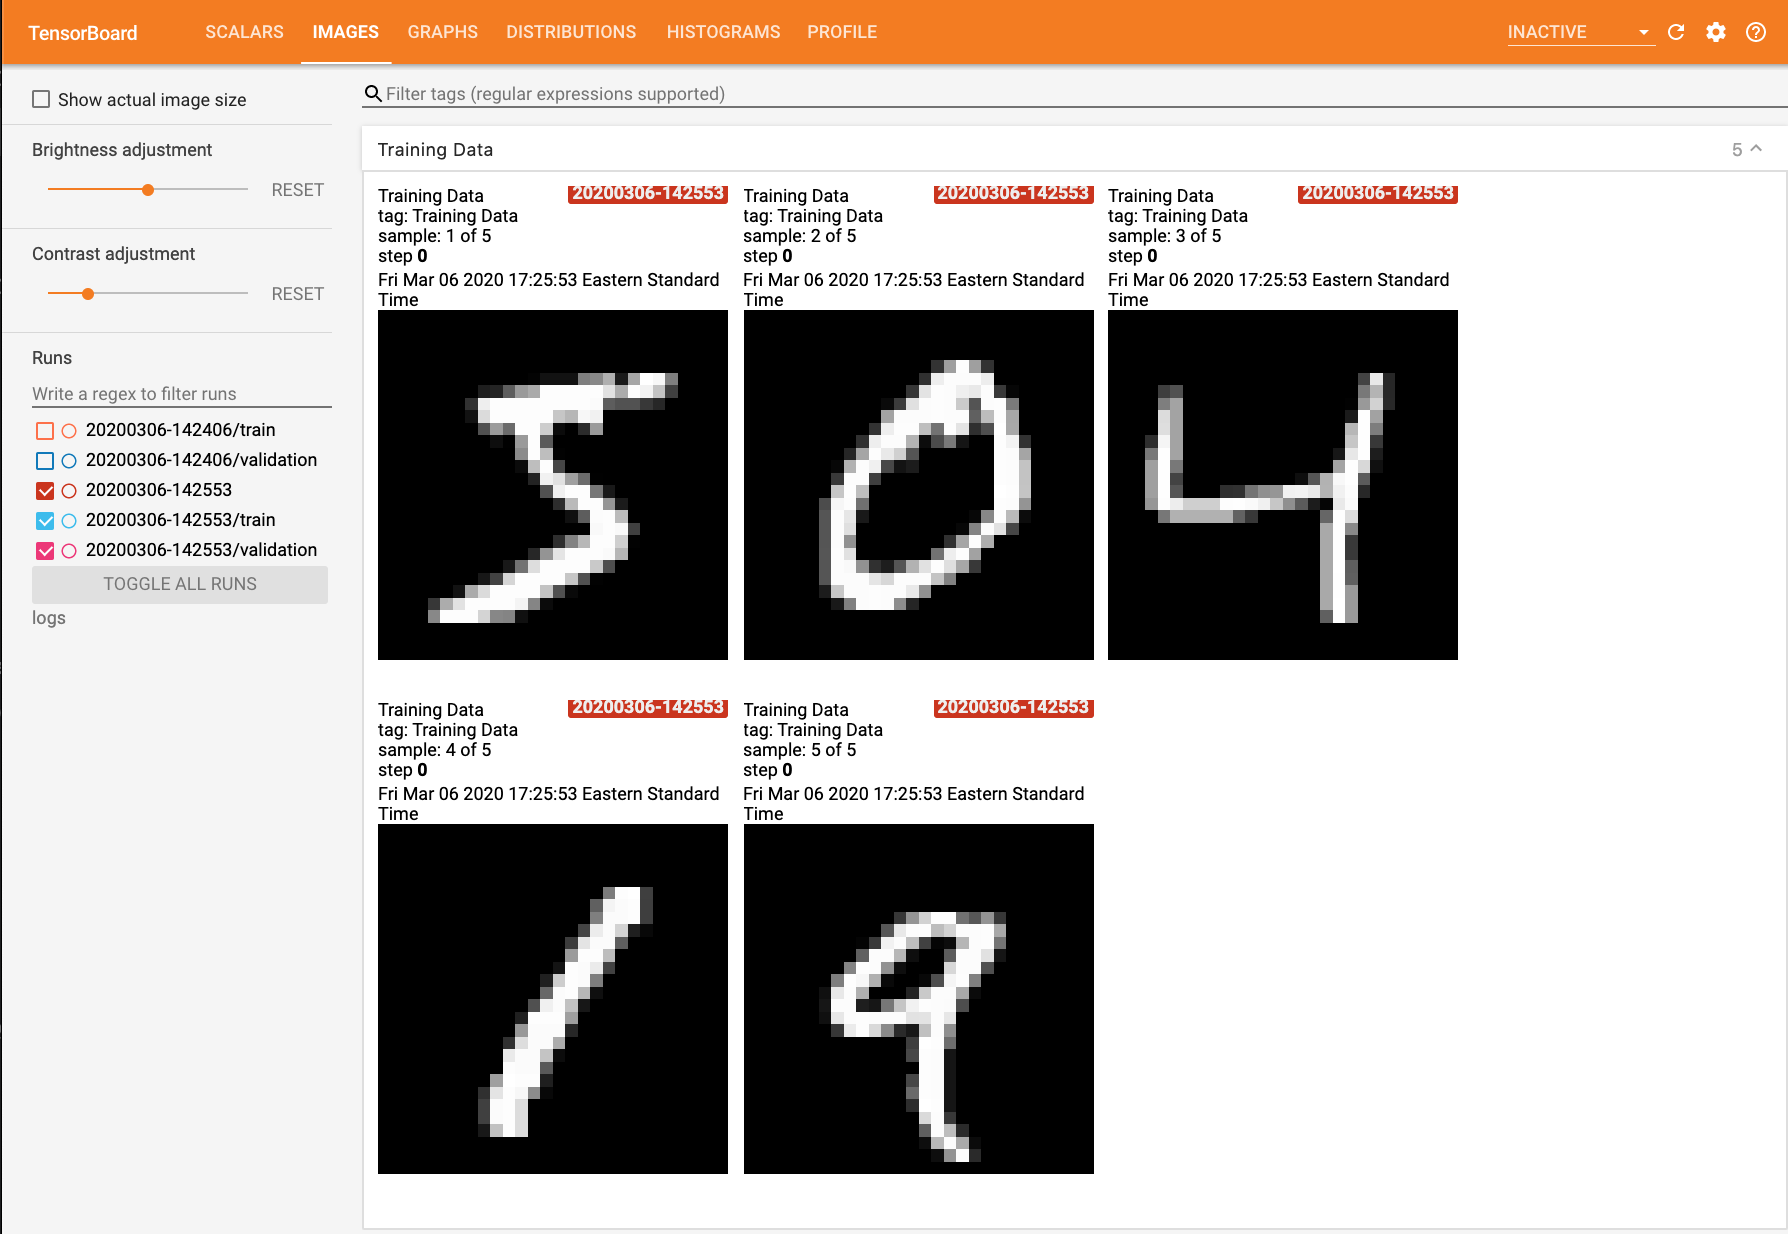 TensorBoard SCALARS IMAGES GRAPHS DISTRIBUTIONS HISTOGRAMS PROFILE INACTIVE
Show actual image size
Brightness adjustment
RESET
Contrast adjustment
RESET
Runs
Write a regex to filter runs
20200306-142406/train
20200306-142406/validation
20200306-142553
20200306-142553/train
20200306-142553/validation
TOGGLE ALL RUNS
logs
Filter tags (regular expressions supported)
Training Data 5
Training Data 20200306-142553
tag: Training Data
sample: 1 of 5
step 0
Fri Mar 06 2020 17:25:53 Eastern Standard
Time
5
Training Data 20200306-142553
tag: Training Data
sample: 2 of 5
step 0
Fri Mar 06 2020 17:25:53 Eastern Standard
Time
0
Training Data 20200306-142553
tag: Training Data
sample: 3 of 5
step 0
Fri Mar 06 2020 17:25:53 Eastern Standard
Time
4
Training Data 20200306-142553
tag: Training Data
sample: 4 of 5
step 0
Fri Mar 06 2020 17:25:53 Eastern Standard
Time
1
Training Data 20200306-142553
tag: Training Data
sample: 5 of 5
step 0
Fri Mar 06 2020 17:25:53 Eastern Standard
Time
9